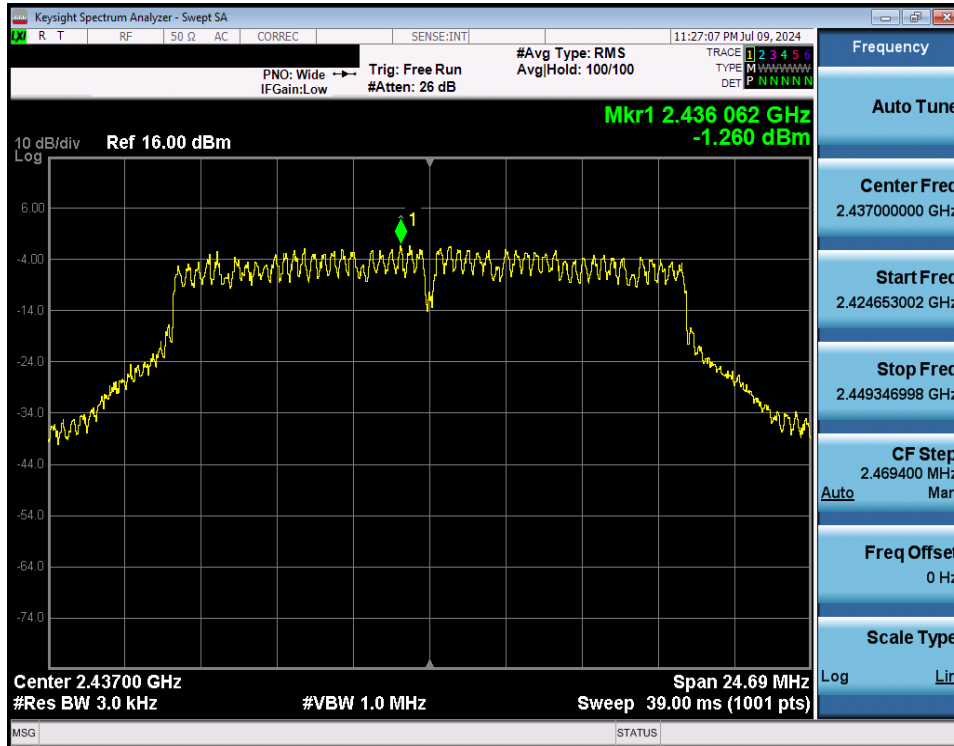 Keysight Spectrum Analyzer - Swept SA
LXI R T RF 50 Ω AC CORREC SENSE:INT 11:27:07 PM Jul 09, 2024
PNO: Wide
IFGain:Low
Trig: Free Run
#Atten: 26 dB
#Avg Type: RMS
Avg|Hold: 100/100
TRACE 1 2 3 4 5 6
TYPE M W W W W W
DET P N N N N N
Mkr1 2.436 062 GHz
-1.260 dBm
10 dB/div Ref 16.00 dBm
Log
1
6.00
-4.00
-14.0
-24.0
-34.0
-44.0
-54.0
-64.0
-74.0
Center 2.43700 GHz Span 24.69 MHz
#Res BW 3.0 kHz #VBW 1.0 MHz Sweep 39.00 ms (1001 pts)
MSG STATUS
Frequency
Auto Tune
Center Freq
2.437000000 GHz
Start Freq
2.424653002 GHz
Stop Freq
2.449346998 GHz
CF Step
2.469400 MHz
Auto Man
Freq Offset
0 Hz
Scale Type
Log Lin